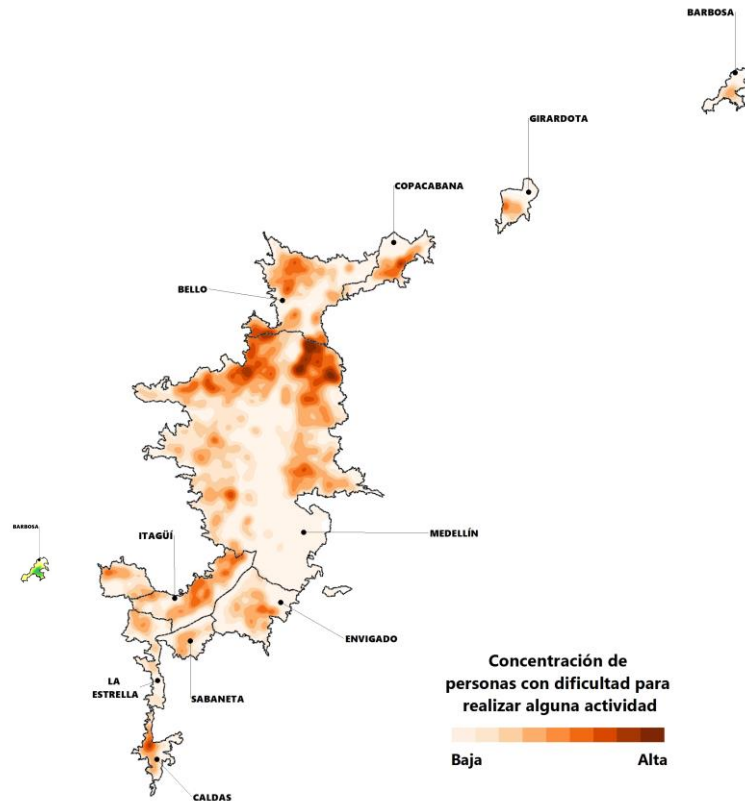 BARBOSA
GIRARDOTA
COPACABANA
BELLO
BARBOSA
ITAGÜÍ
MEDELLÍN
ENVIGADO
LA
ESTRELLA
SABANETA
CALDAS
Concentración de
personas con dificultad para
realizar alguna actividad
Baja Alta